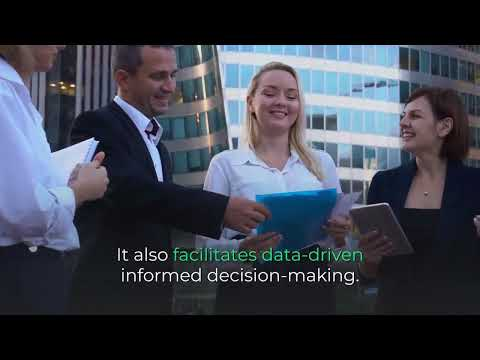 It also facilitates data-driven
informed decision-making.